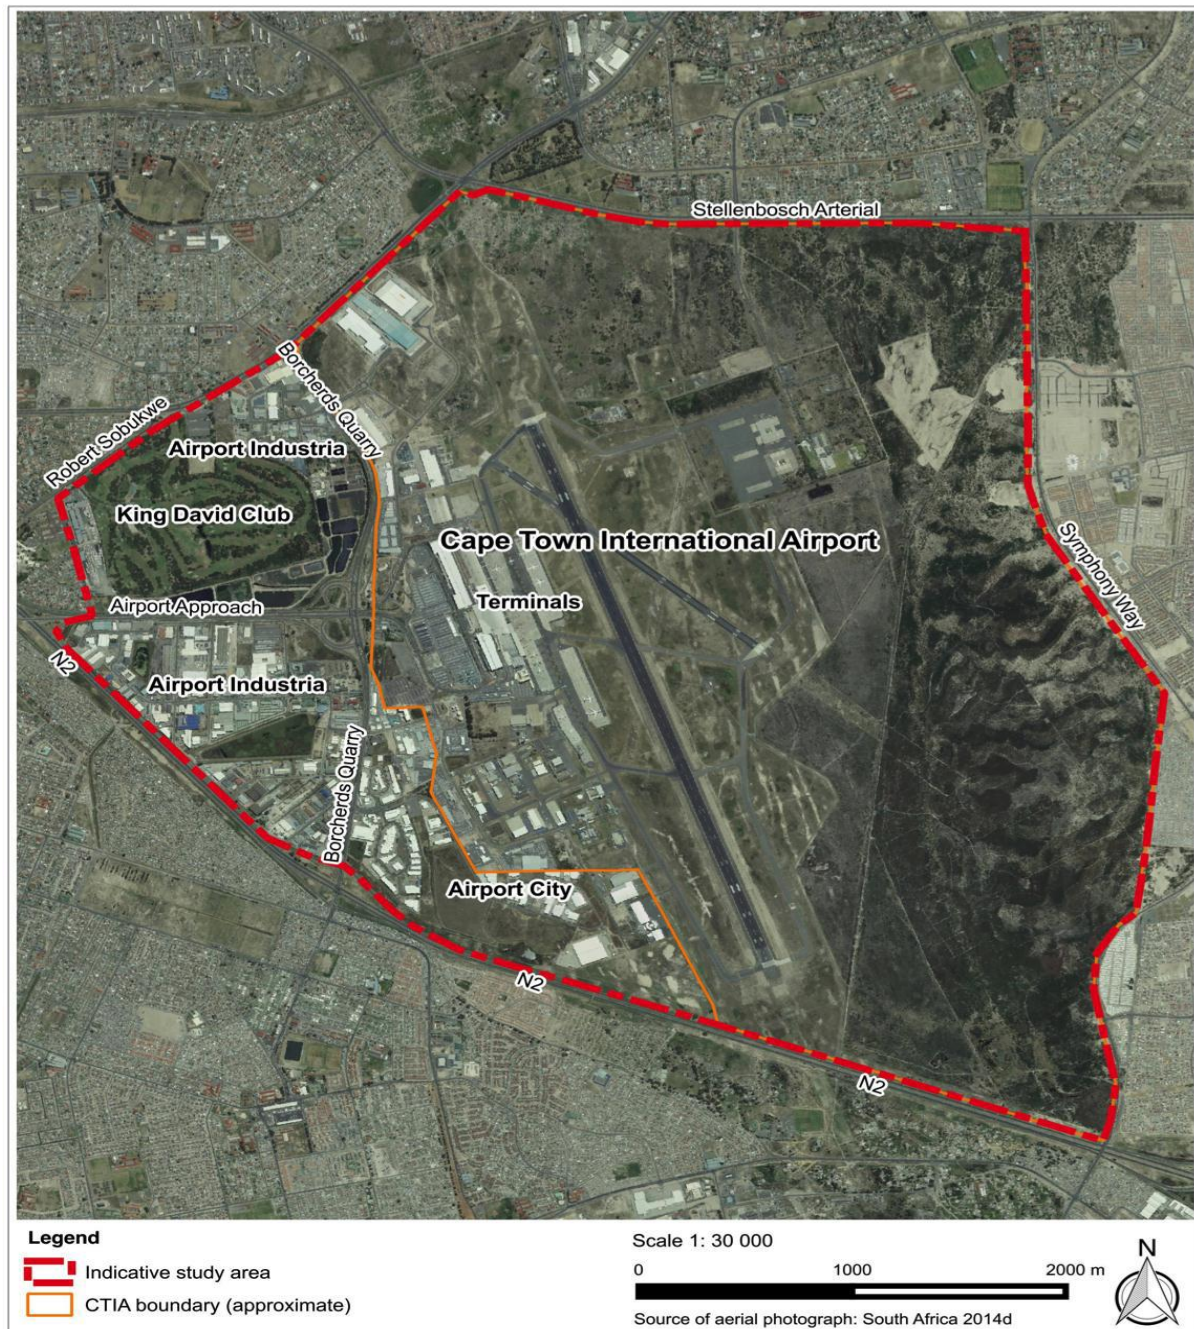 Stellenbosch Arterial
Borcherds Quarry
Robert Sobukwe
Airport Industria
King David Club
Cape Town International Airport
Symphony Way
Terminals
Airport Approach
N2
Airport Industria
Borcherds Quarry
Airport City
N2
N2
Legend
Indicative study area
CTIA boundary (approximate)
Scale 1: 30 000
0 1000 2000 m
Source of aerial photograph: South Africa 2014d
N